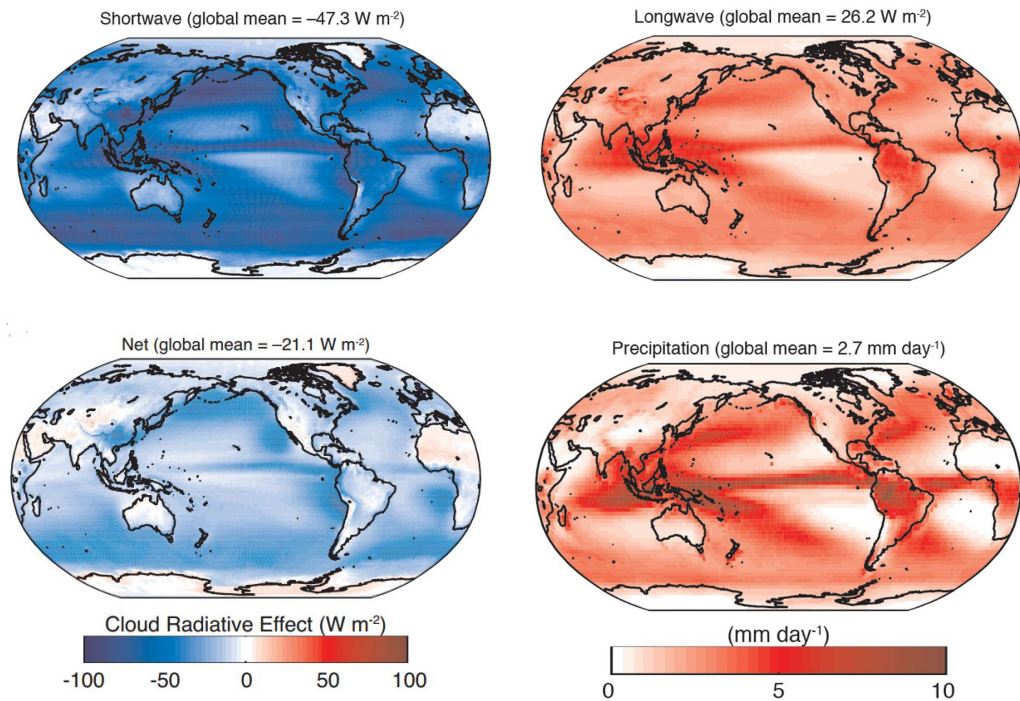 Shortwave (global mean = –47.3 W m-2)
Longwave (global mean = 26.2 W m-2)
Net (global mean = –21.1 W m-2)
Precipitation (global mean = 2.7 mm day-1)
Cloud Radiative Effect (W m-2)
-100 -50 0 50 100
(mm day-1)
0 5 10